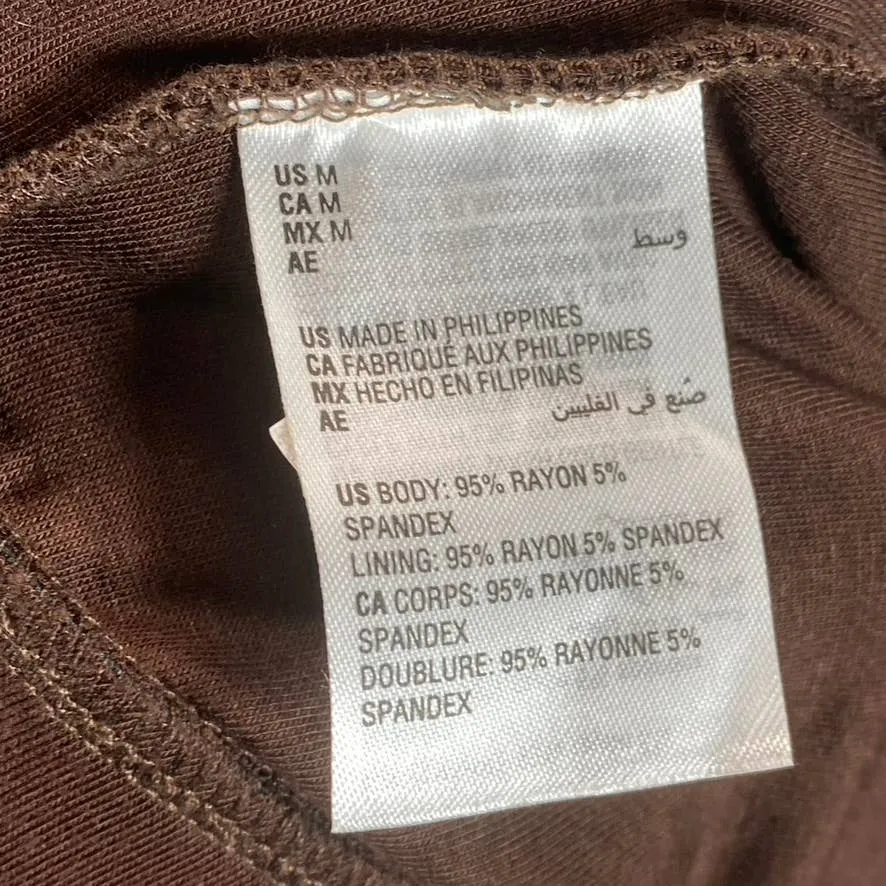 US M
CA M
MX M
AE وسط
US MADE IN PHILIPPINES
CA FABRIQUÉ AUX PHILIPPINES
MX HECHO EN FILIPINAS
AE صُنع في الفلبين
US BODY: 95% RAYON 5%
SPANDEX
LINING: 95% RAYON 5% SPANDEX
CA CORPS: 95% RAYONNE 5%
SPANDEX
DOUBLURE: 95% RAYONNE 5%
SPANDEX